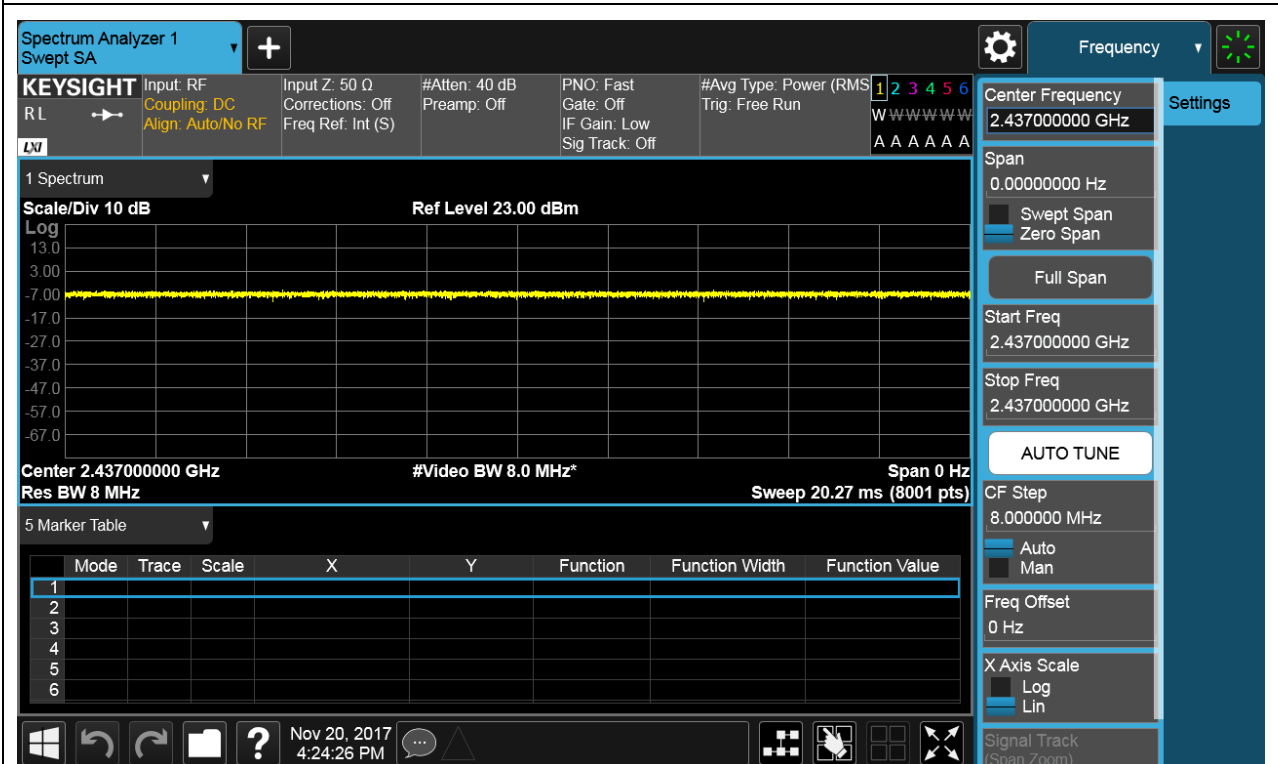 Spectrum Analyzer 1
Swept SA
+
Frequency
KEYSIGHT
R L
LXI
Input: RF
Coupling: DC
Align: Auto/No RF
Input Z: 50 Ω
Corrections: Off
Freq Ref: Int (S)
#Atten: 40 dB
Preamp: Off
PNO: Fast
Gate: Off
IF Gain: Low
Sig Track: Off
#Avg Type: Power (RMS
Trig: Free Run
1 2 3 4 5 6
W W W W W W
A A A A A A
1 Spectrum
Scale/Div 10 dB
Ref Level 23.00 dBm
Log
13.0
3.00
-7.00
-17.0
-27.0
-37.0
-47.0
-57.0
-67.0
Center 2.437000000 GHz
#Video BW 8.0 MHz*
Span 0 Hz
Res BW 8 MHz
Sweep 20.27 ms (8001 pts)
5 Marker Table
Mode Trace Scale X Y Function Function Width Function Value
1
2
3
4
5
6
Nov 20, 2017
4:24:26 PM
?
Center Frequency
2.437000000 GHz
Settings
Span
0.00000000 Hz
Swept Span
Zero Span
Full Span
Start Freq
2.437000000 GHz
Stop Freq
2.437000000 GHz
AUTO TUNE
CF Step
8.000000 MHz
Auto
Man
Freq Offset
0 Hz
X Axis Scale
Log
Lin
Signal Track
(Span Zoom)